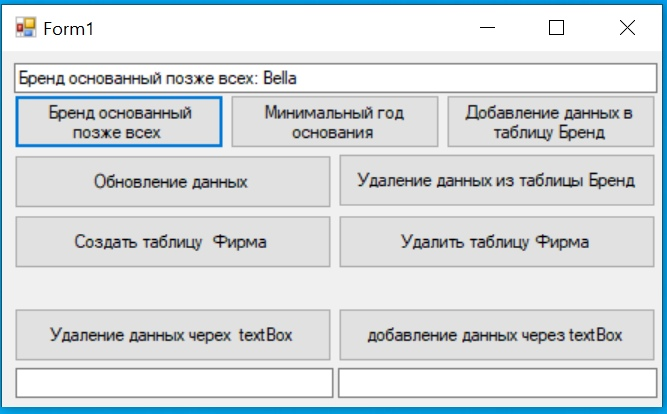 Form1
Бренд основанный позже всех: Bella
Бренд основанный
позже всех
Минимальный год
основания
Добавление данных в
таблицу Бренд
Обновление данных
Удаление данных из таблицы Бренд
Создать таблицу Фирма
Удалить таблицу Фирма
Удаление данных черех textBox
добавление данных через textBox